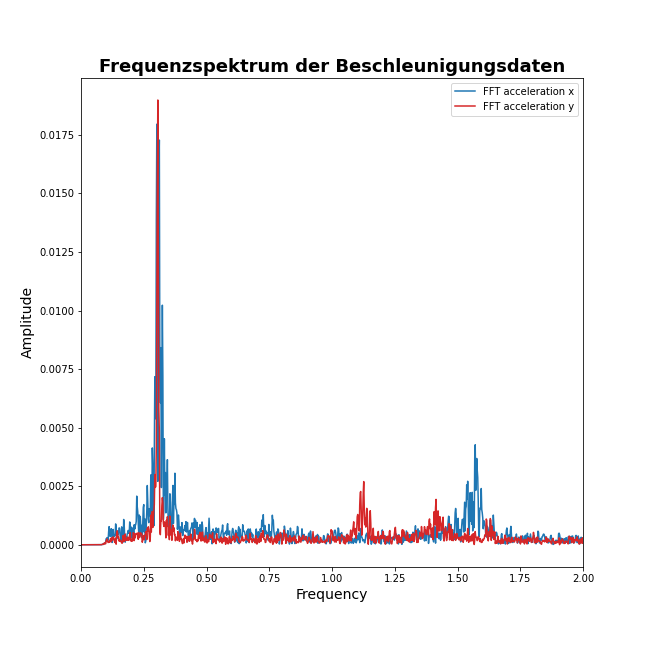 Frequenzspektrum der Beschleunigungsdaten
FFT acceleration x
FFT acceleration y
0.0175
0.0150
0.0125
0.0100
0.0075
0.0050
0.0025
0.0000
Amplitude
0.00 0.25 0.50 0.75 1.00 1.25 1.50 1.75 2.00
Frequency